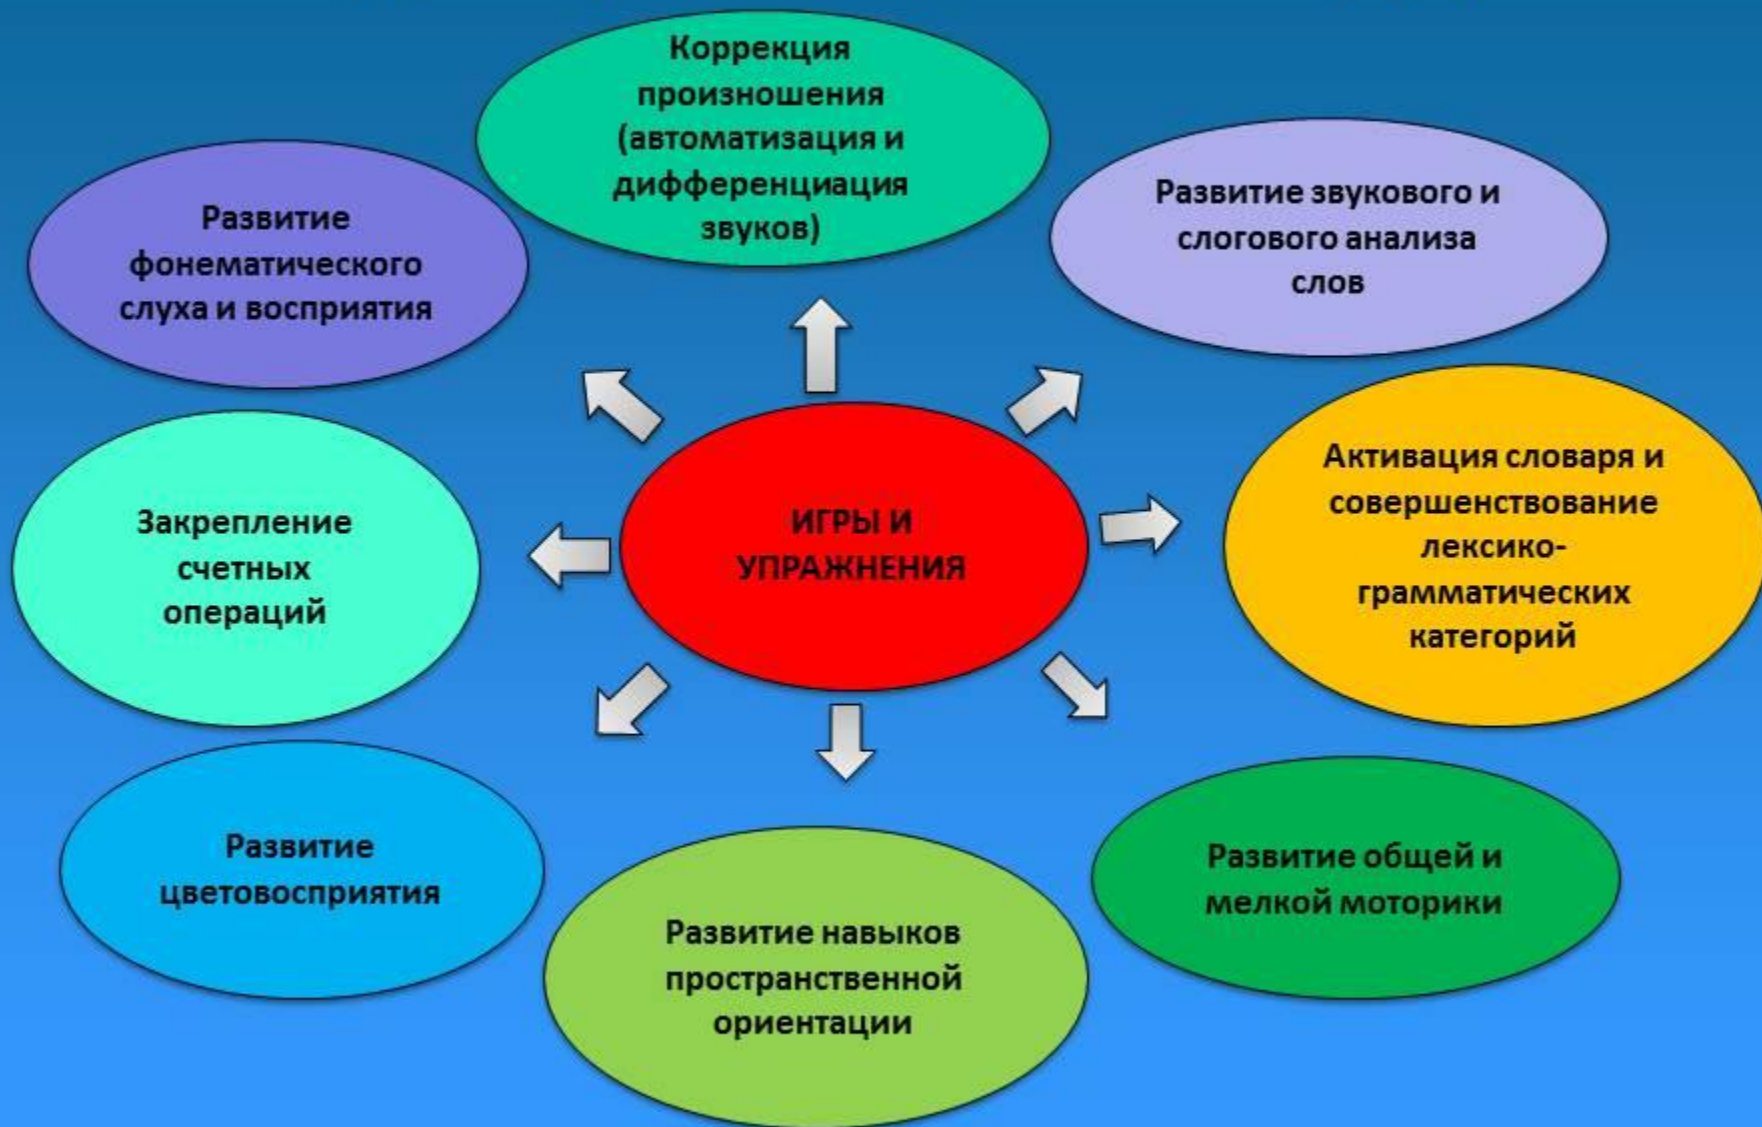 Коррекция
произношения
(автоматизация и
дифференциация
звуков)
Развитие
фонематического
слуха и восприятия
Развитие звукового и
слогового анализа
слов
Закрепление
счетных
операций
ИГРЫ И
УПРАЖНЕНИЯ
Активация словаря и
совершенствование
лексико-
грамматических
категорий
Развитие
цветовосприятия
Развитие навыков
пространственной
ориентации
Развитие общей и
мелкой моторики